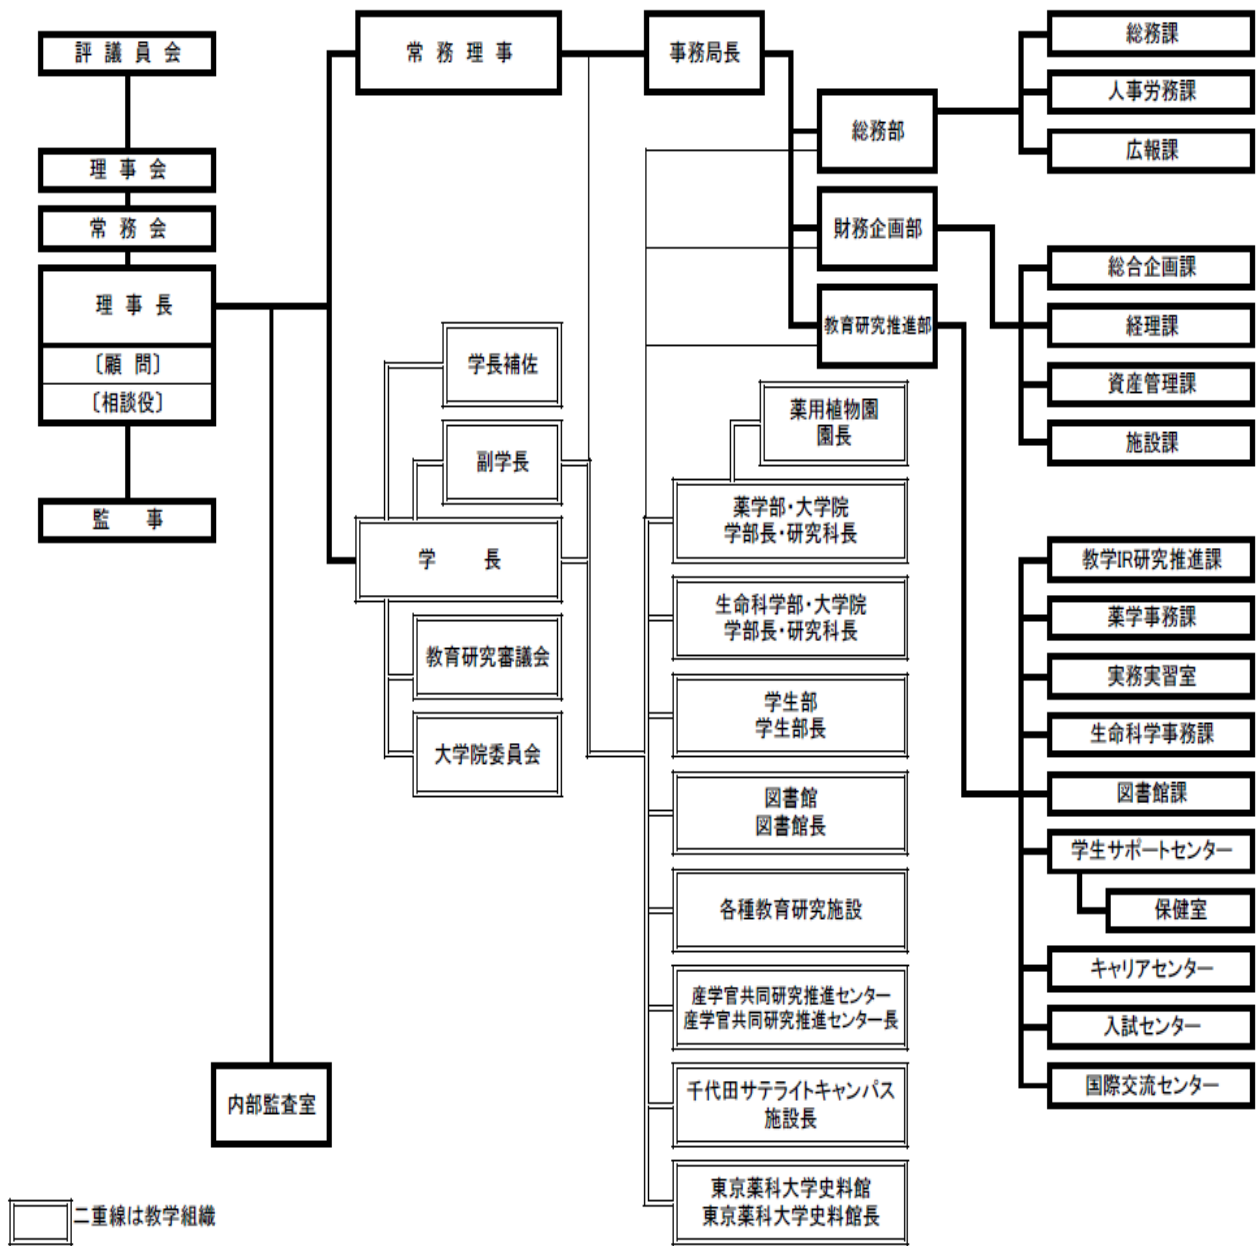 評議員会
理事会
常務会
理事長
〔顧問〕
〔相談役〕
監事
内部監査室
常務理事
学長補佐
副学長
学長
教育研究審議会
大学院委員会
事務局長
総務部
財務企画部
教育研究推進部
薬用植物園
園長
薬学部・大学院
学部長・研究科長
生命科学部・大学院
学部長・研究科長
学生部
学生部長
図書館
図書館長
各種教育研究施設
産学官共同研究推進センター
産学官共同研究推進センター長
千代田サテライトキャンパス
施設長
東京薬科大学史料館
東京薬科大学史料館長
総務課
人事労務課
広報課
総合企画課
経理課
資産管理課
施設課
教学IR研究推進課
薬学事務課
実務実習室
生命科学事務課
図書館課
学生サポートセンター
保健室
キャリアセンター
入試センター
国際交流センター
二重線は教学組織